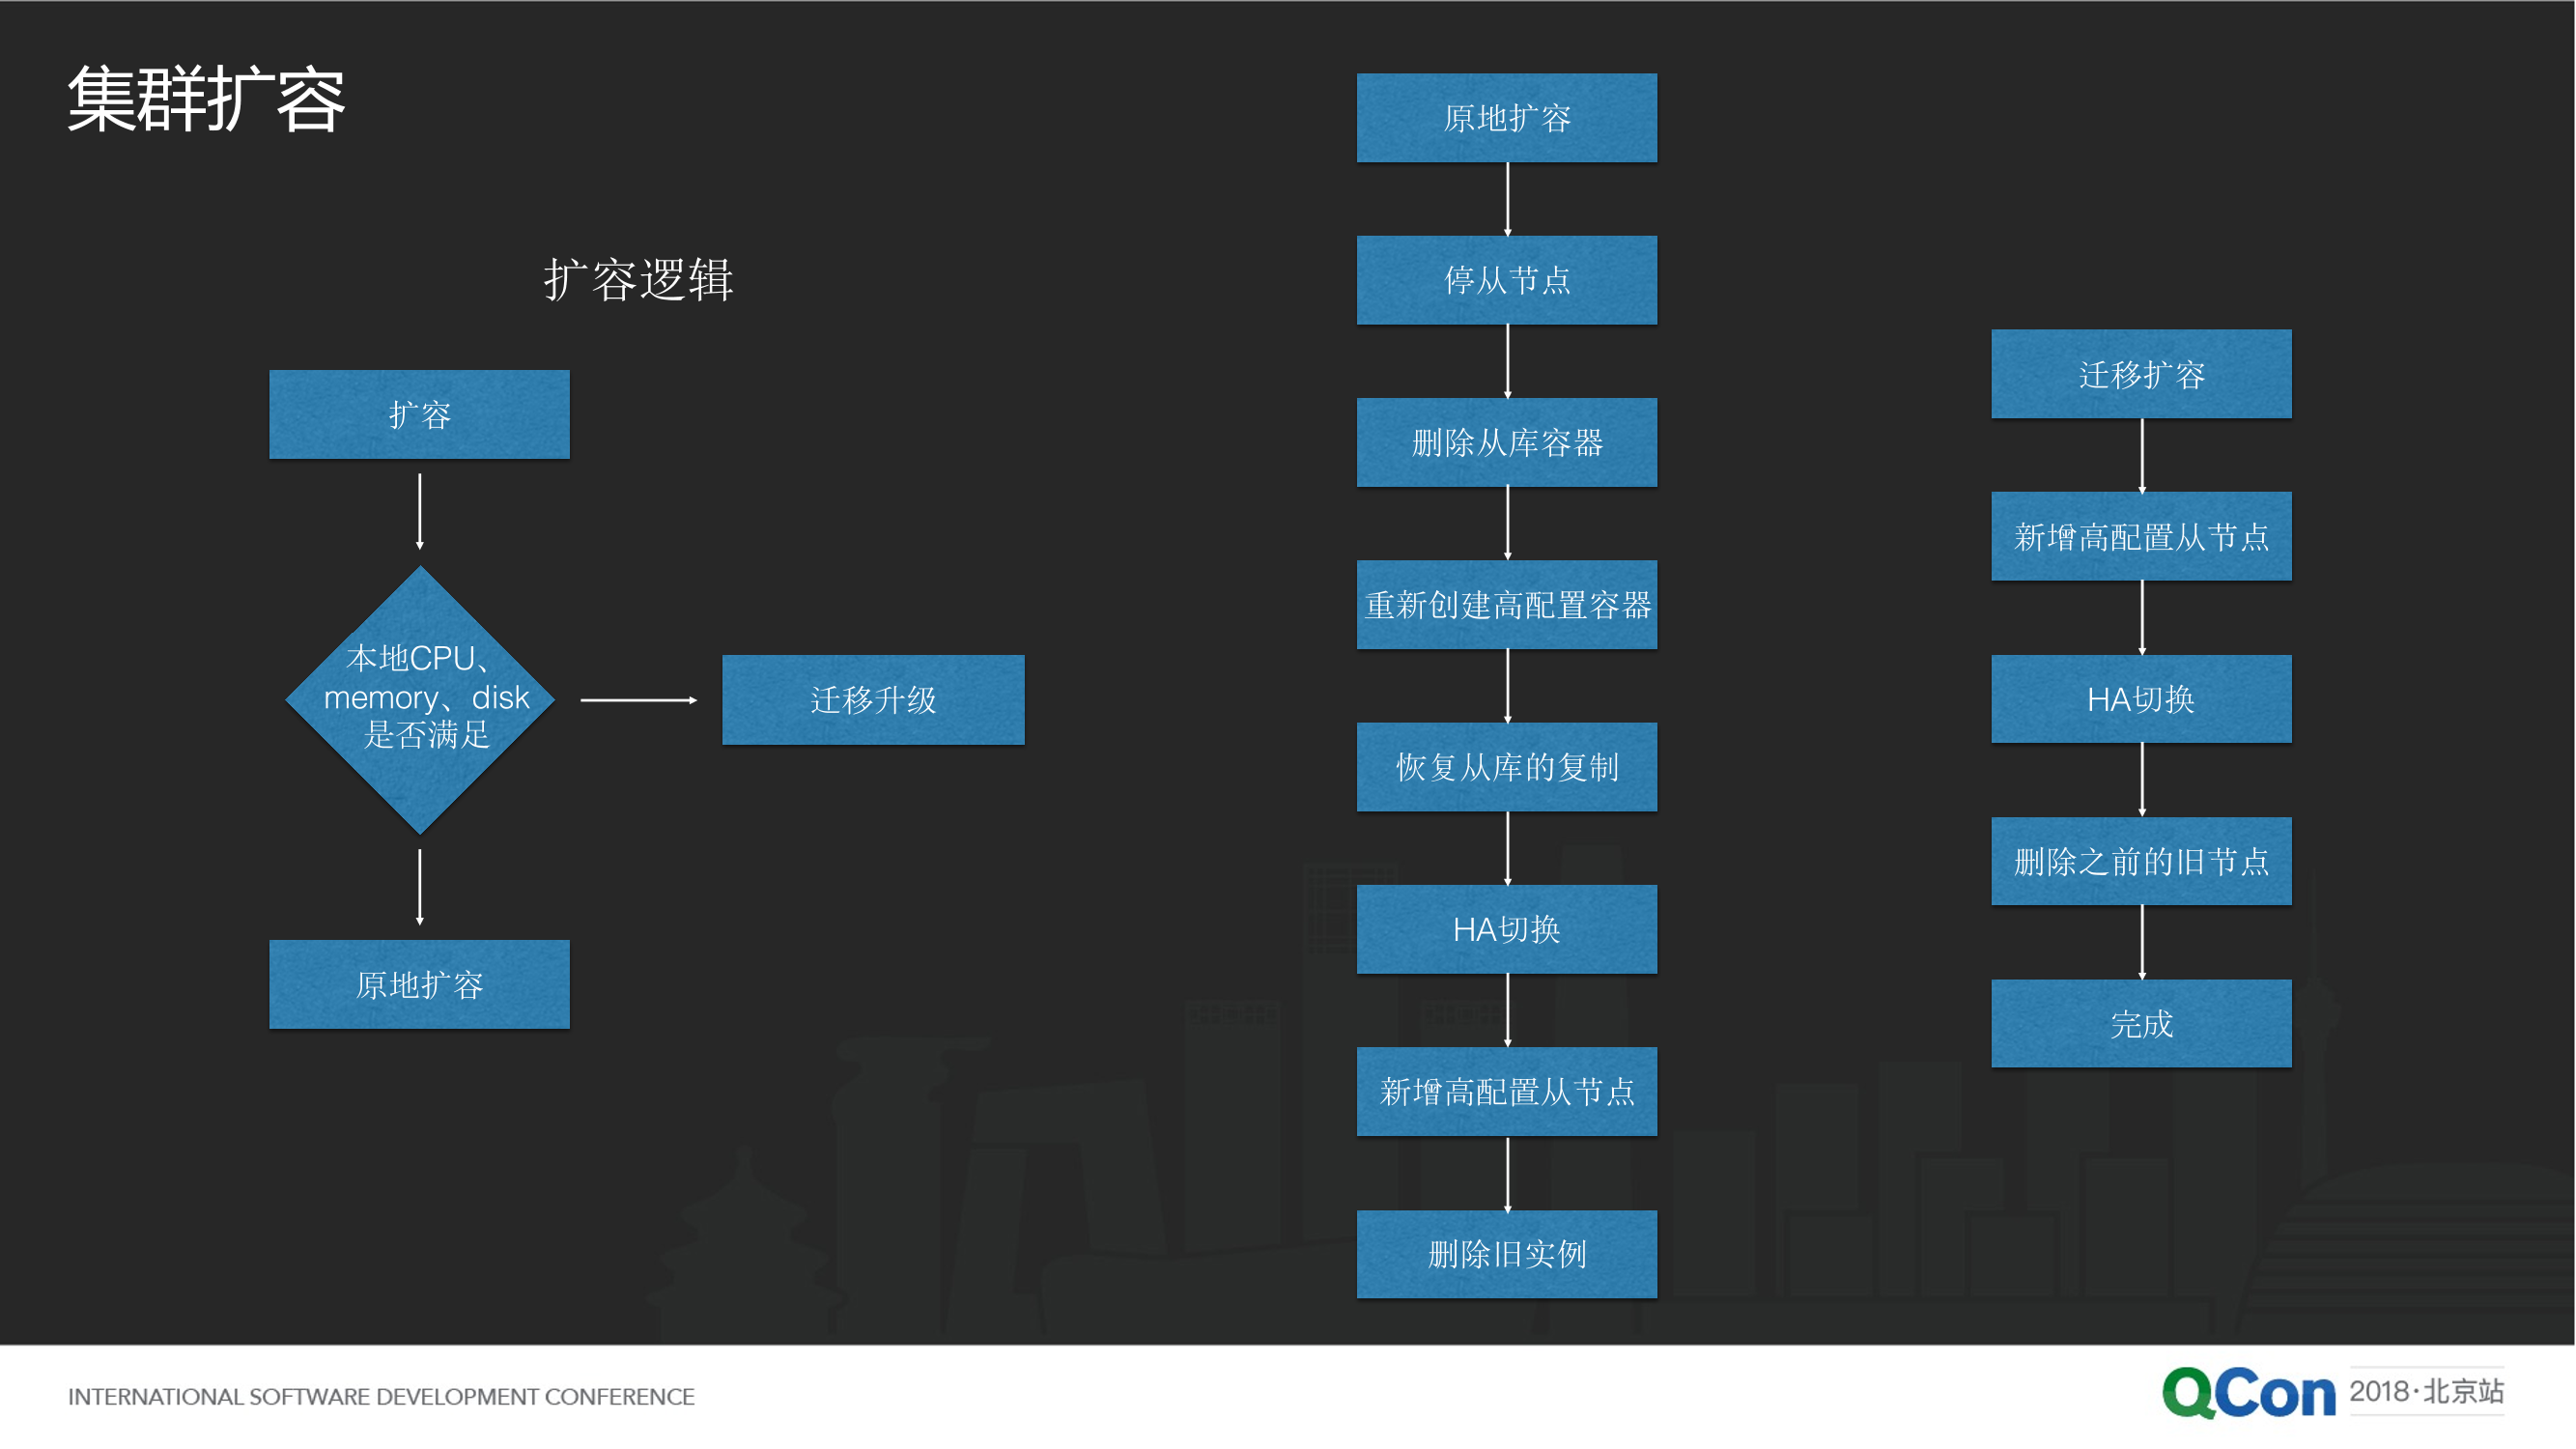 集群扩容
扩容逻辑
扩容
本地CPU、
memory、disk
是否满足
迁移升级
原地扩容
原地扩容
停从节点
删除从库容器
重新创建高配置容器
恢复从库的复制
HA切换
新增高配置从节点
删除旧实例
迁移扩容
新增高配置从节点
HA切换
删除之前的旧节点
完成
INTERNATIONAL SOFTWARE DEVELOPMENT CONFERENCE
QCon 2018·北京站